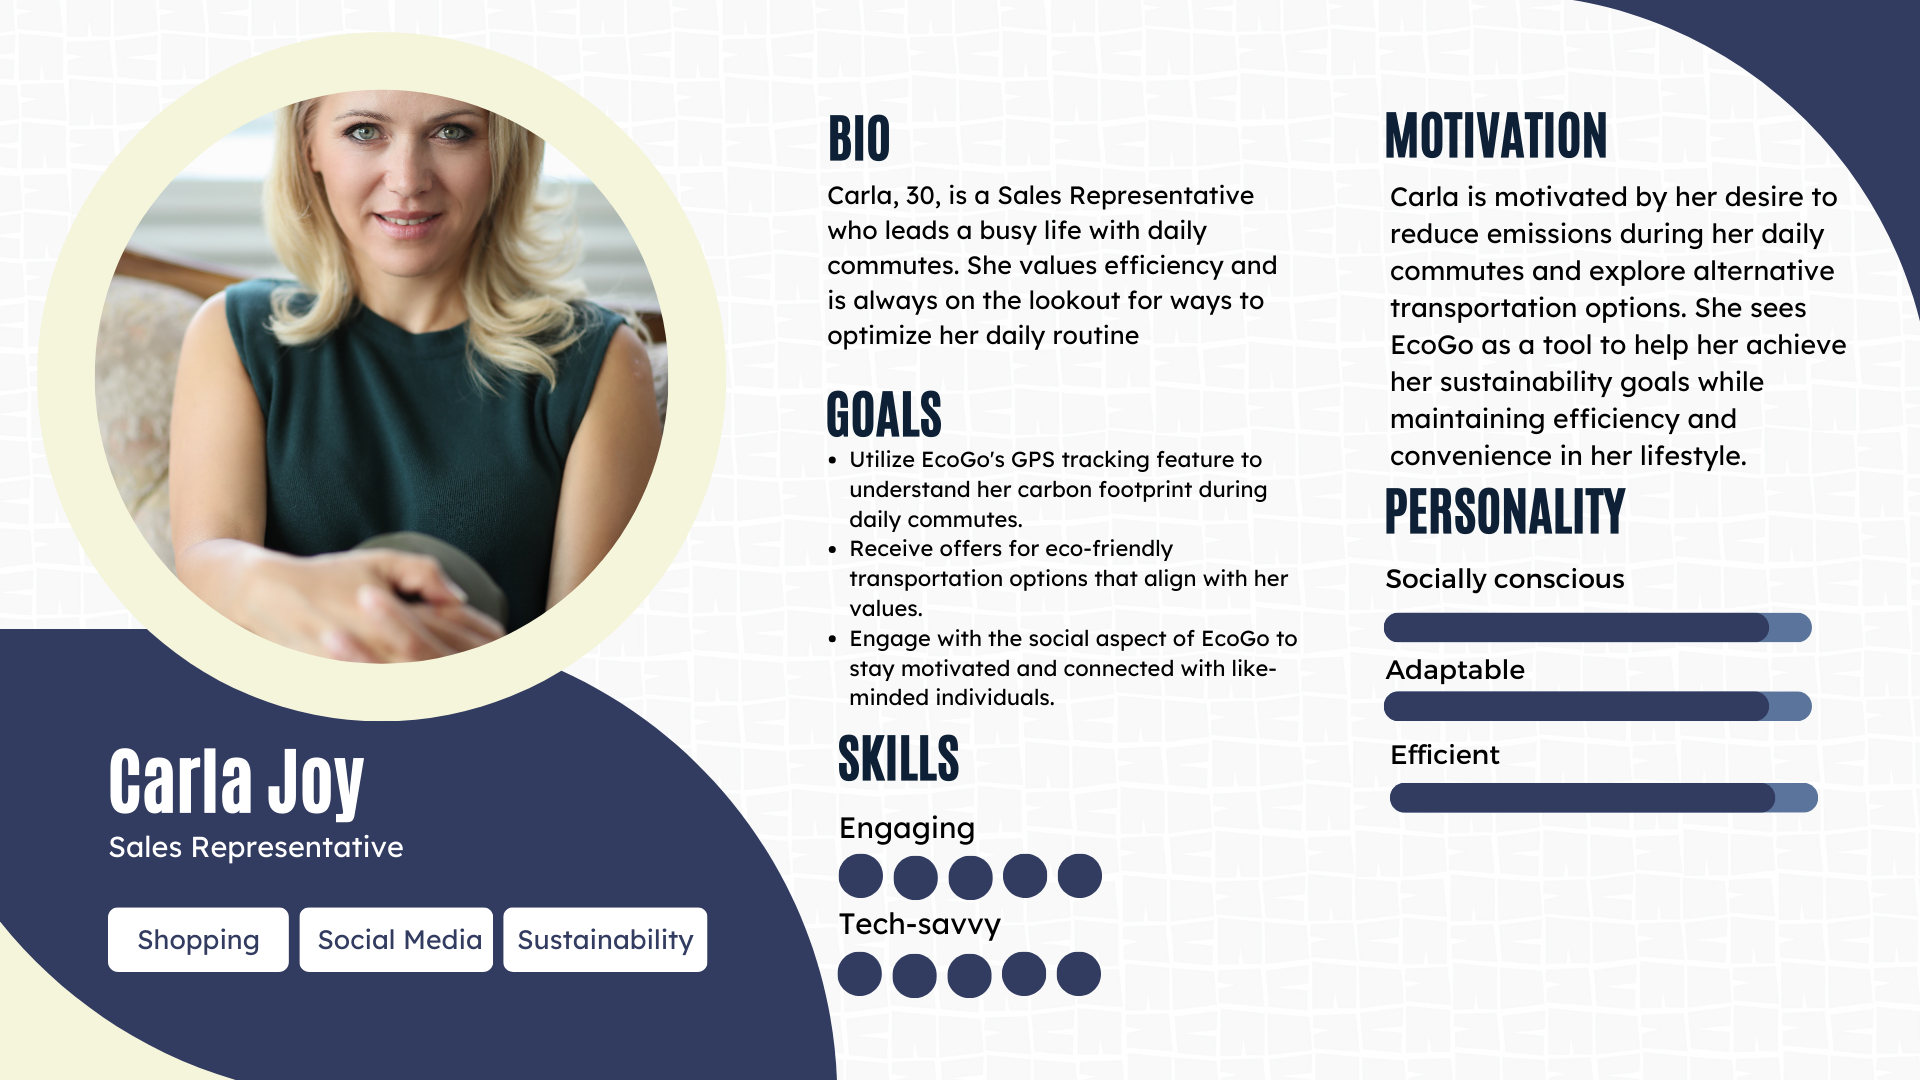 Carla Joy
Sales Representative
Shopping
Social Media
Sustainability
BIO
Carla, 30, is a Sales Representative
who leads a busy life with daily
commutes. She values efficiency and
is always on the lookout for ways to
optimize her daily routine
GOALS
• Utilize EcoGo's GPS tracking feature to
understand her carbon footprint during
daily commutes.
• Receive offers for eco-friendly
transportation options that align with her
values.
• Engage with the social aspect of EcoGo to
stay motivated and connected with like-
minded individuals.
SKILLS
Engaging
Tech-savvy
MOTIVATION
Carla is motivated by her desire to
reduce emissions during her daily
commutes and explore alternative
transportation options. She sees
EcoGo as a tool to help her achieve
her sustainability goals while
maintaining efficiency and
convenience in her lifestyle.
PERSONALITY
Socially conscious
Adaptable
Efficient